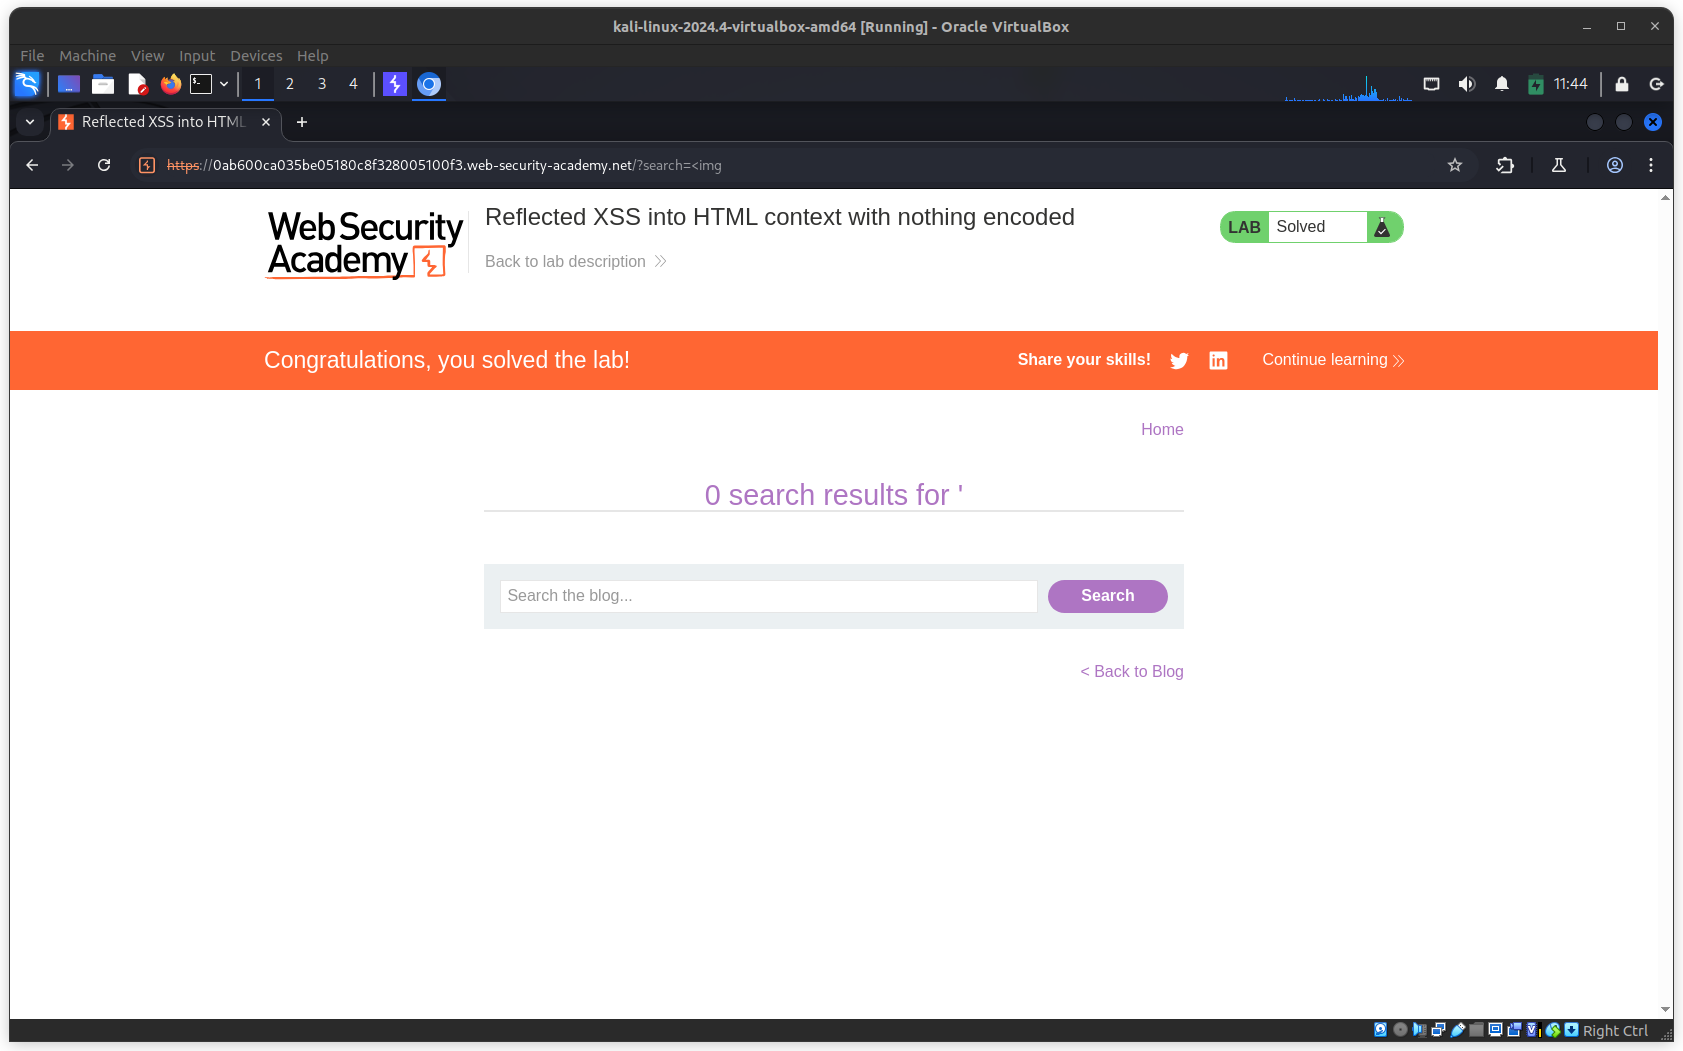 kali-linux-2024.4-virtualbox-amd64 [Running] - Oracle VirtualBox
File Machine View Input Devices Help
1 2 3 4 11:44
Reflected XSS into HTML
https://0ab600ca035be05180c8f328005100f3.web-security-academy.net/?search=<img
Web Security
Academy
Reflected XSS into HTML context with nothing encoded
Back to lab description
LAB Solved
Congratulations, you solved the lab!
Share your skills!
Continue learning
Home
0 search results for '
Search the blog...
Search
< Back to Blog
Right Ctrl